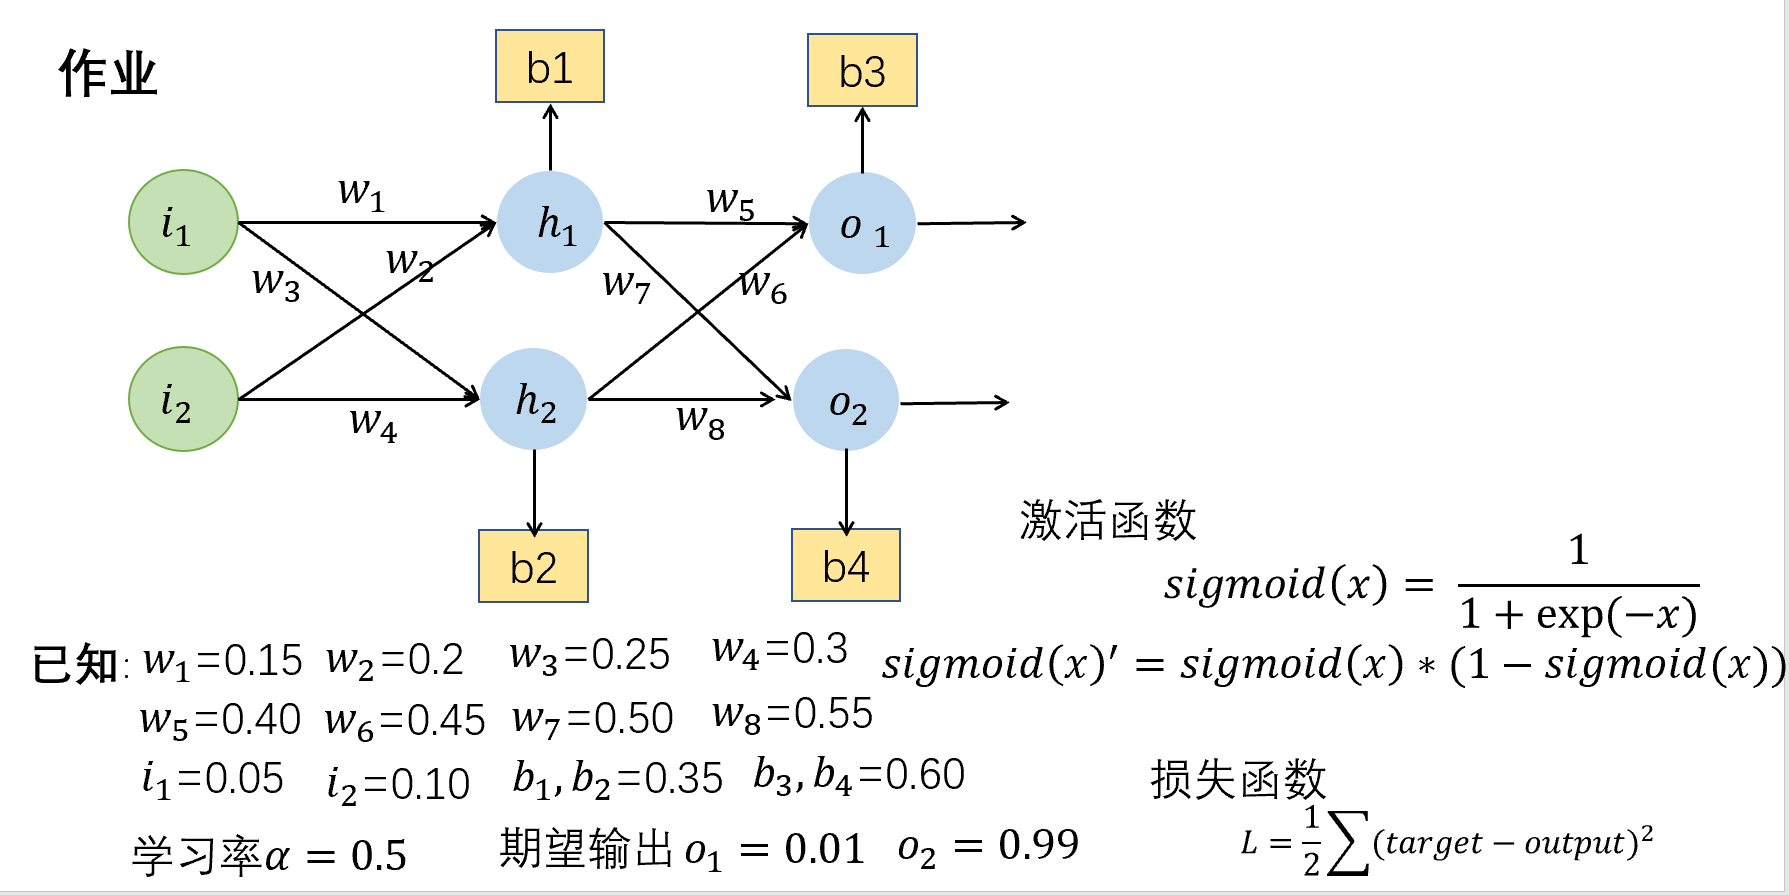 作业
b1
b3
i₁
w₁
h₁
w₅
o ₁
w₃
w₂
w₇
w₆
i₂
w₄
h₂
w₈
o₂
b2
b4
激活函数
sigmoid(x) = 1 / (1 + exp(−x))
sigmoid(x)′ = sigmoid(x) ∗ (1 − sigmoid(x))
已知: w₁=0.15 w₂=0.2 w₃=0.25 w₄=0.3
w₅=0.40 w₆=0.45 w₇=0.50 w₈=0.55
i₁=0.05 i₂=0.10 b₁, b₂=0.35 b₃, b₄=0.60
学习率α = 0.5 期望输出 o₁ = 0.01 o₂ = 0.99
损失函数
L = 1/2 ∑(target − output)²